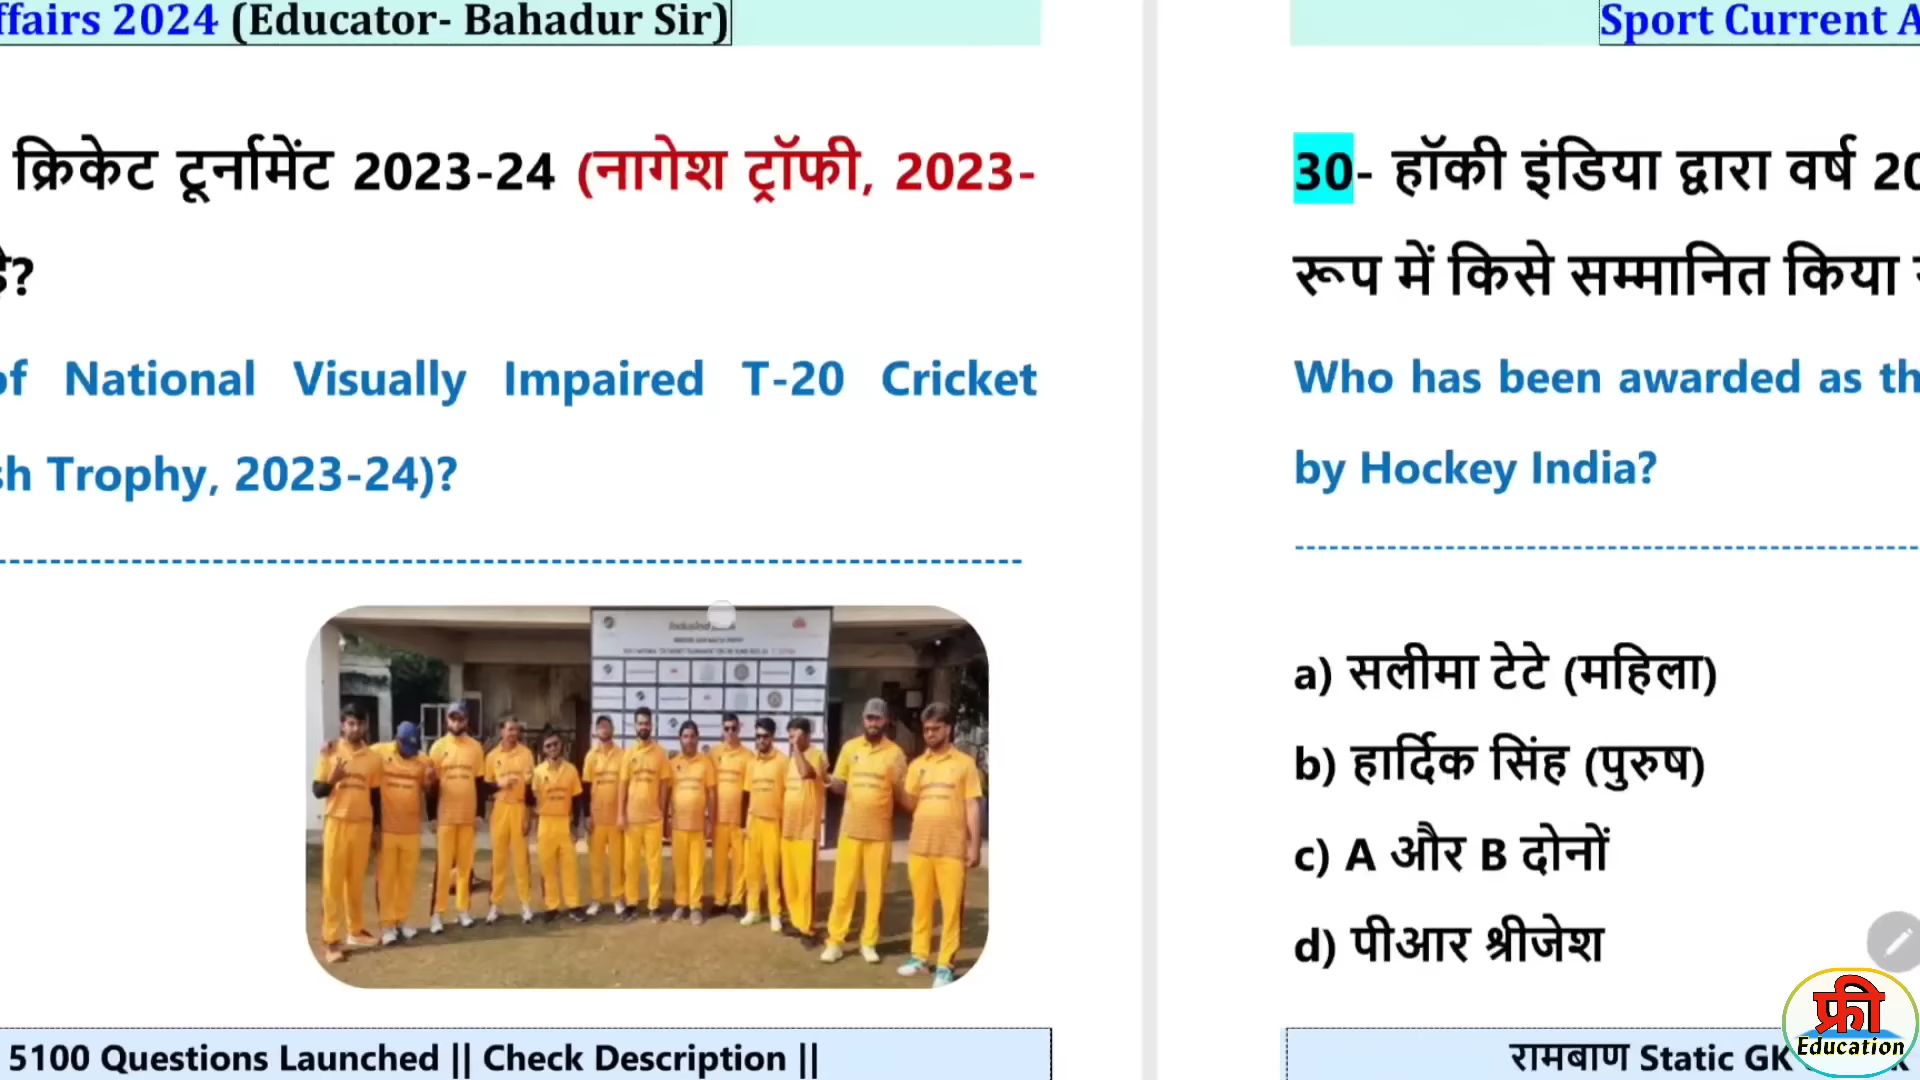 ffairs 2024 (Educator- Bahadur Sir)
क्रिकेट टूर्नामेंट 2023-24 (नागेश ट्रॉफी, 2023-
है?
of National Visually Impaired T-20 Cricket
sh Trophy, 2023-24)?
5100 Questions Launched || Check Description ||
Sport Current A
30- हॉकी इंडिया द्वारा वर्ष 20
रूप में किसे सम्मानित किया
Who has been awarded as th
by Hockey India?
a) सलीमा टेटे (महिला)
b) हार्दिक सिंह (पुरुष)
c) A और B दोनों
d) पीआर श्रीजेश
रामबाण Static GK
फ्री
Education